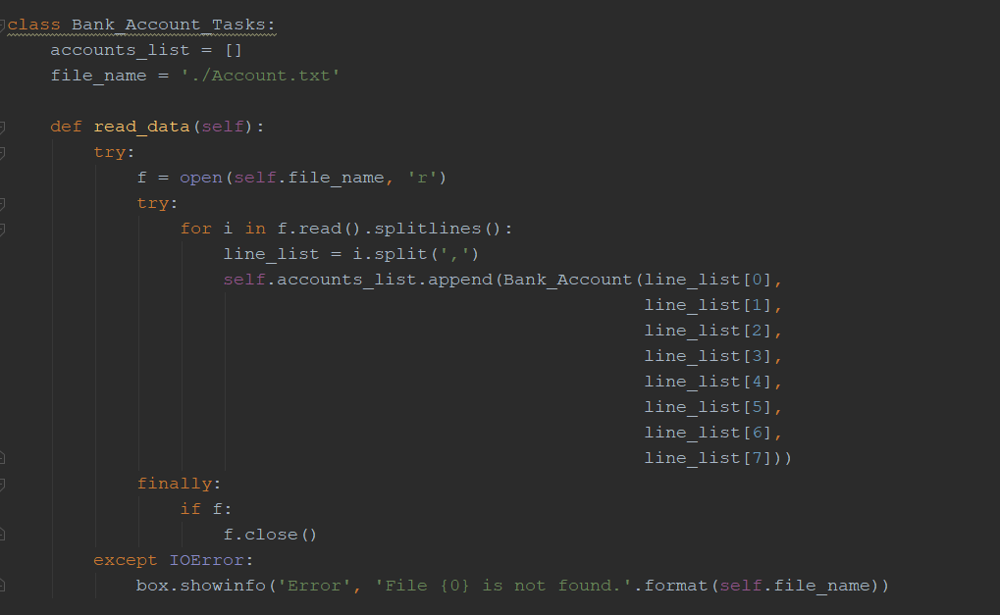 class Bank_Account_Tasks:
    accounts_list = []
    file_name = './Account.txt'

    def read_data(self):
        try:
            f = open(self.file_name, 'r')
            try:
                for i in f.read().splitlines():
                    line_list = i.split(',')
                    self.accounts_list.append(Bank_Account(line_list[0],
                                                           line_list[1],
                                                           line_list[2],
                                                           line_list[3],
                                                           line_list[4],
                                                           line_list[5],
                                                           line_list[6],
                                                           line_list[7]))
            finally:
                if f:
                    f.close()
        except IOError:
            box.showinfo('Error', 'File {0} is not found.'.format(self.file_name))